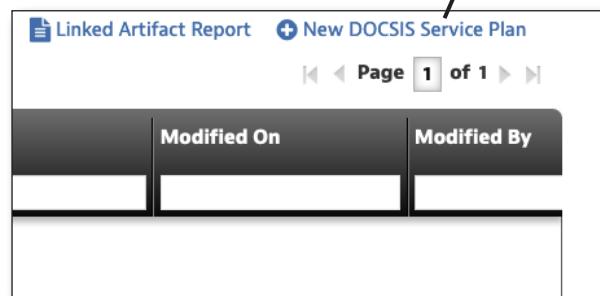 Linked Artifact Report New DOCSIS Service Plan
Page 1 of 1
Modified On Modified By